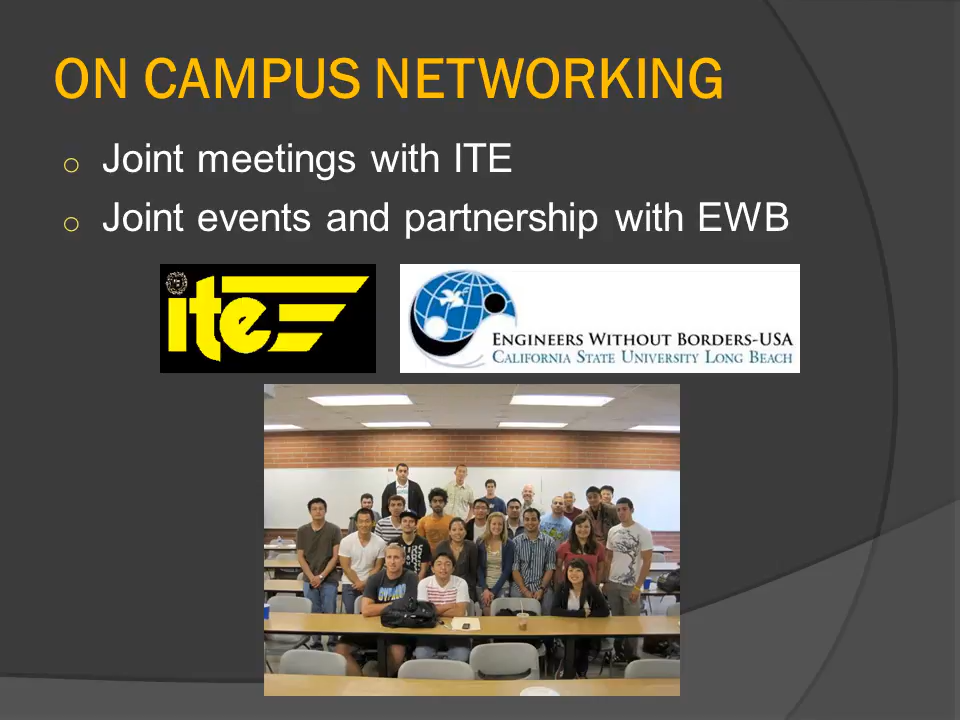 ON CAMPUS NETWORKING
o Joint meetings with ITE
o Joint events and partnership with EWB
ite
ENGINEERS WITHOUT BORDERS-USA
CALIFORNIA STATE UNIVERSITY LONG BEACH